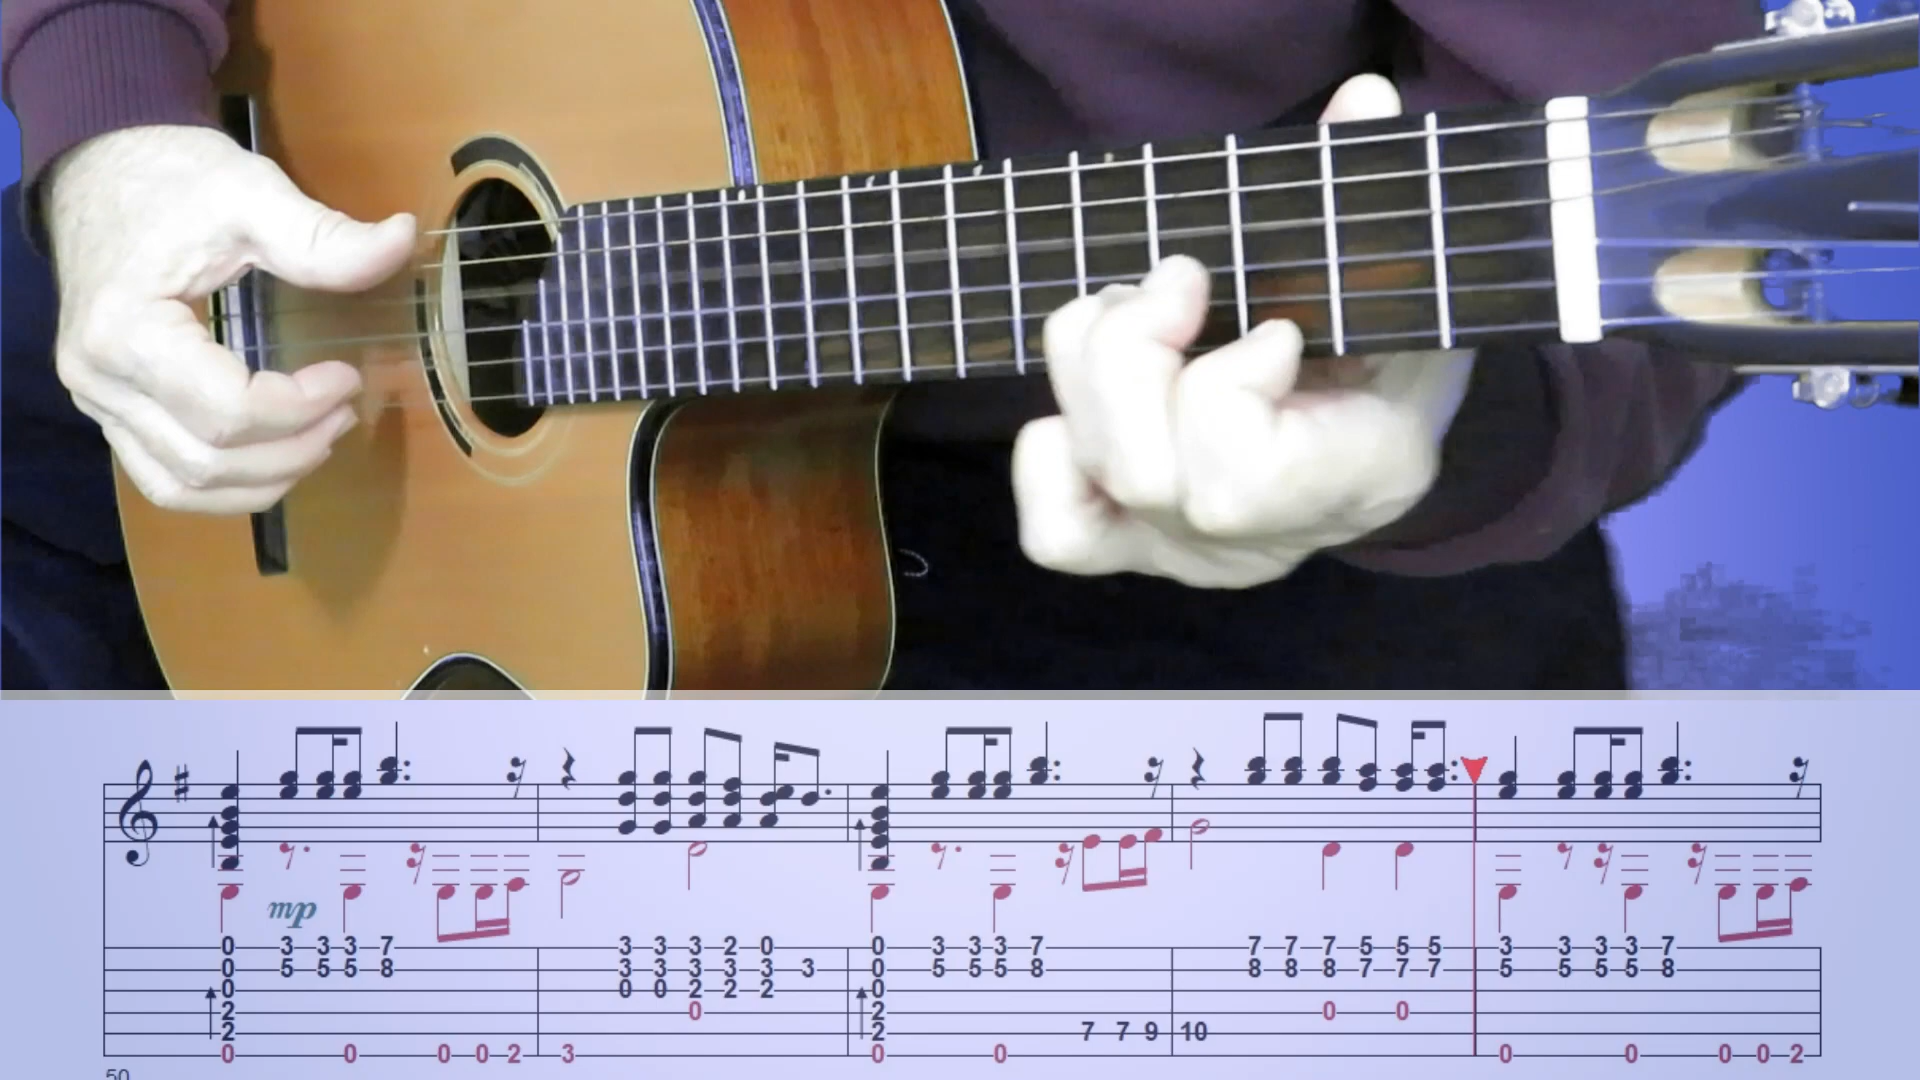 mp
0 3 3 3 7 3 3 3 2 0 0 3 3 3 7 7 7 7 5 5 5 3 3 3 3 7
0 5 5 5 8 3 3 3 3 3 3 0 5 5 5 8 8 8 8 7 7 7 5 5 5 5 8
0 0 0 2 2 2 0
2 0 2 0 0
2 2 7 7 9 10
0 0 0 0 2 3 0 0 0 0 0 0 2
50